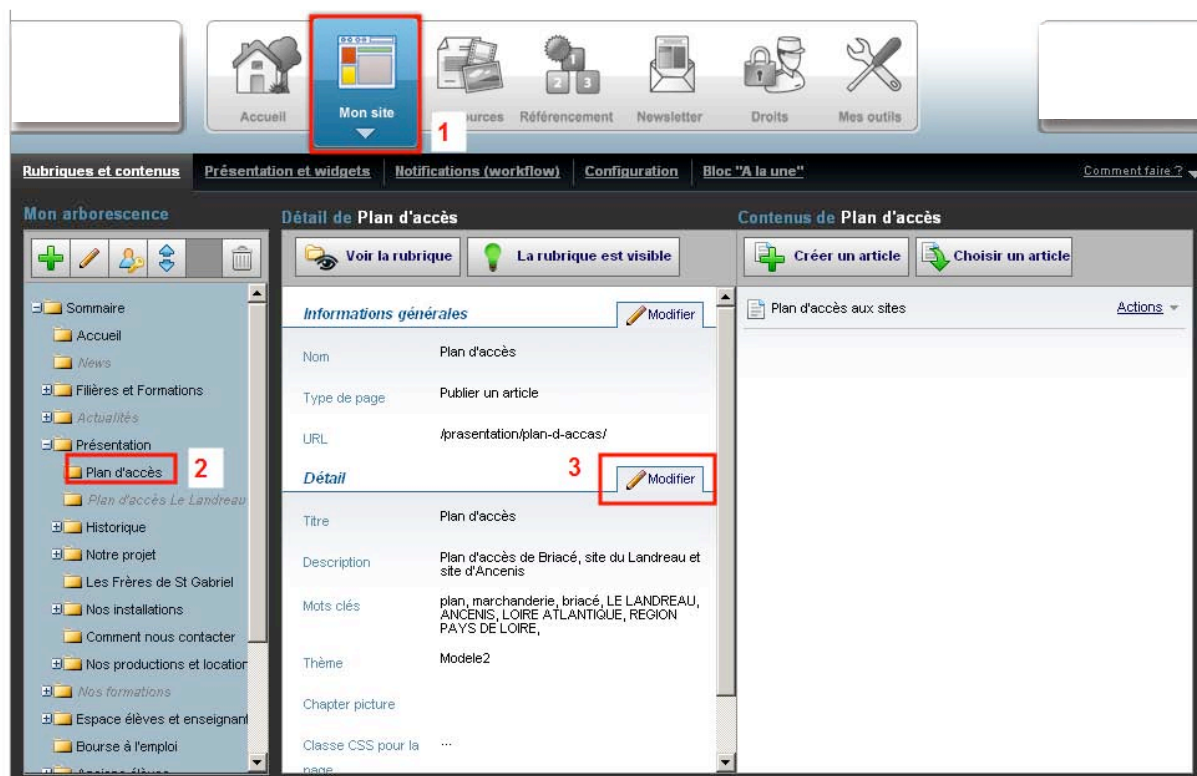 Accueil
Mon site
urces
Référencement
Newsletter
Droits
Mes outils
1
Rubriques et contenus
Présentation et widgets
Notifications (workflow)
Configuration
Bloc "A la une"
Comment faire ?
Mon arborescence
Sommaire
Accueil
News
Filières et Formations
Actualités
Présentation
Plan d'accès
2
Plan d'accès Le Landreau
Historique
Notre projet
Les Frères de St Gabriel
Nos installations
Comment nous contacter
Nos productions et location
Nos formations
Espace élèves et enseignant
Bourse à l'emploi
Anciens élèves
Détail de Plan d'accès
Voir la rubrique
La rubrique est visible
Informations générales
Modifier
Nom
Plan d'accès
Type de page
Publier un article
URL
/prasentation/plan-d-accas/
Détail
3
Modifier
Titre
Plan d'accès
Description
Plan d'accès de Briacé, site du Landreau et
site d'Ancenis
Mots clés
plan, marchanderie, briacé, LE LANDREAU,
ANCENIS, LOIRE ATLANTIQUE, REGION
PAYS DE LOIRE,
Thème
Modele2
Chapter picture
Classe CSS pour la
page
...
Contenus de Plan d'accès
Créer un article
Choisir un article
Plan d'accès aux sites
Actions